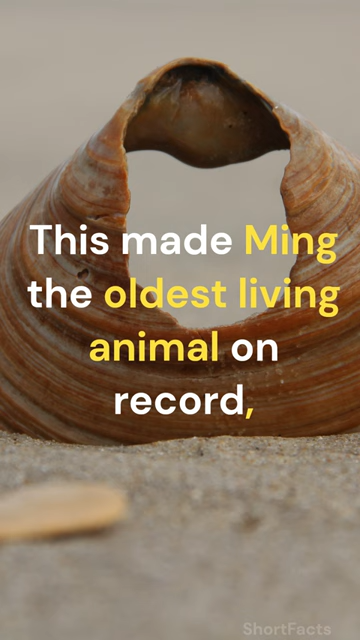 This made Ming
the oldest living
animal on
record,
ShortFacts